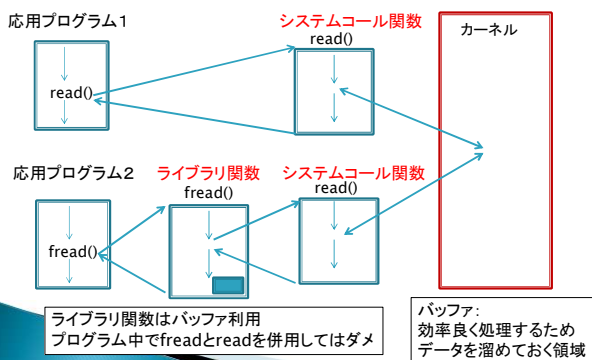 応用プログラム1
システムコール関数
read()
カーネル
read()
応用プログラム2
ライブラリ関数
システムコール関数
fread()
read()
fread()
ライブラリ関数はバッファ利用
プログラム中でfreadとreadを併用してはダメ
バッファ:
効率良く処理するため
データを溜めておく領域